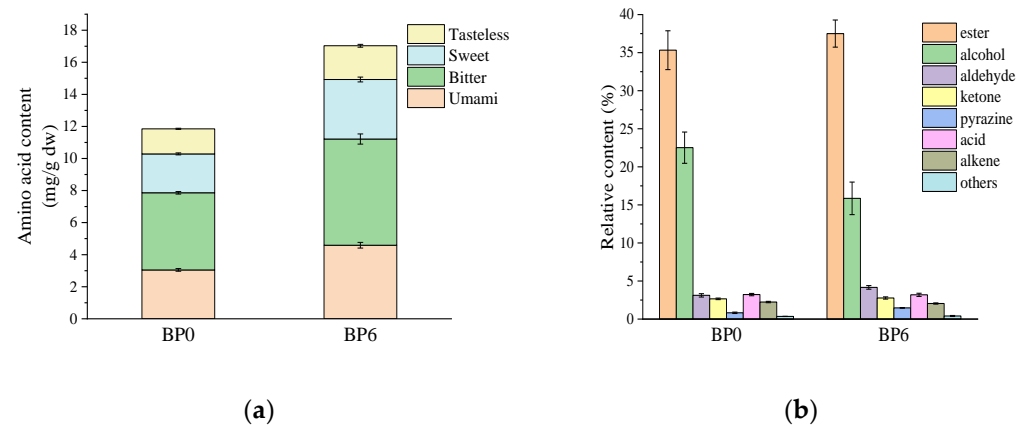 18
16
14
12
10
8
6
4
2
0
Amino acid content
(mg/g dw)
Tasteless
Sweet
Bitter
Umami
BP0
BP6
(a)
40
35
30
25
20
15
10
5
0
Relative content (%)
ester
alcohol
aldehyde
ketone
pyrazine
acid
alkene
others
BP0
BP6
(b)